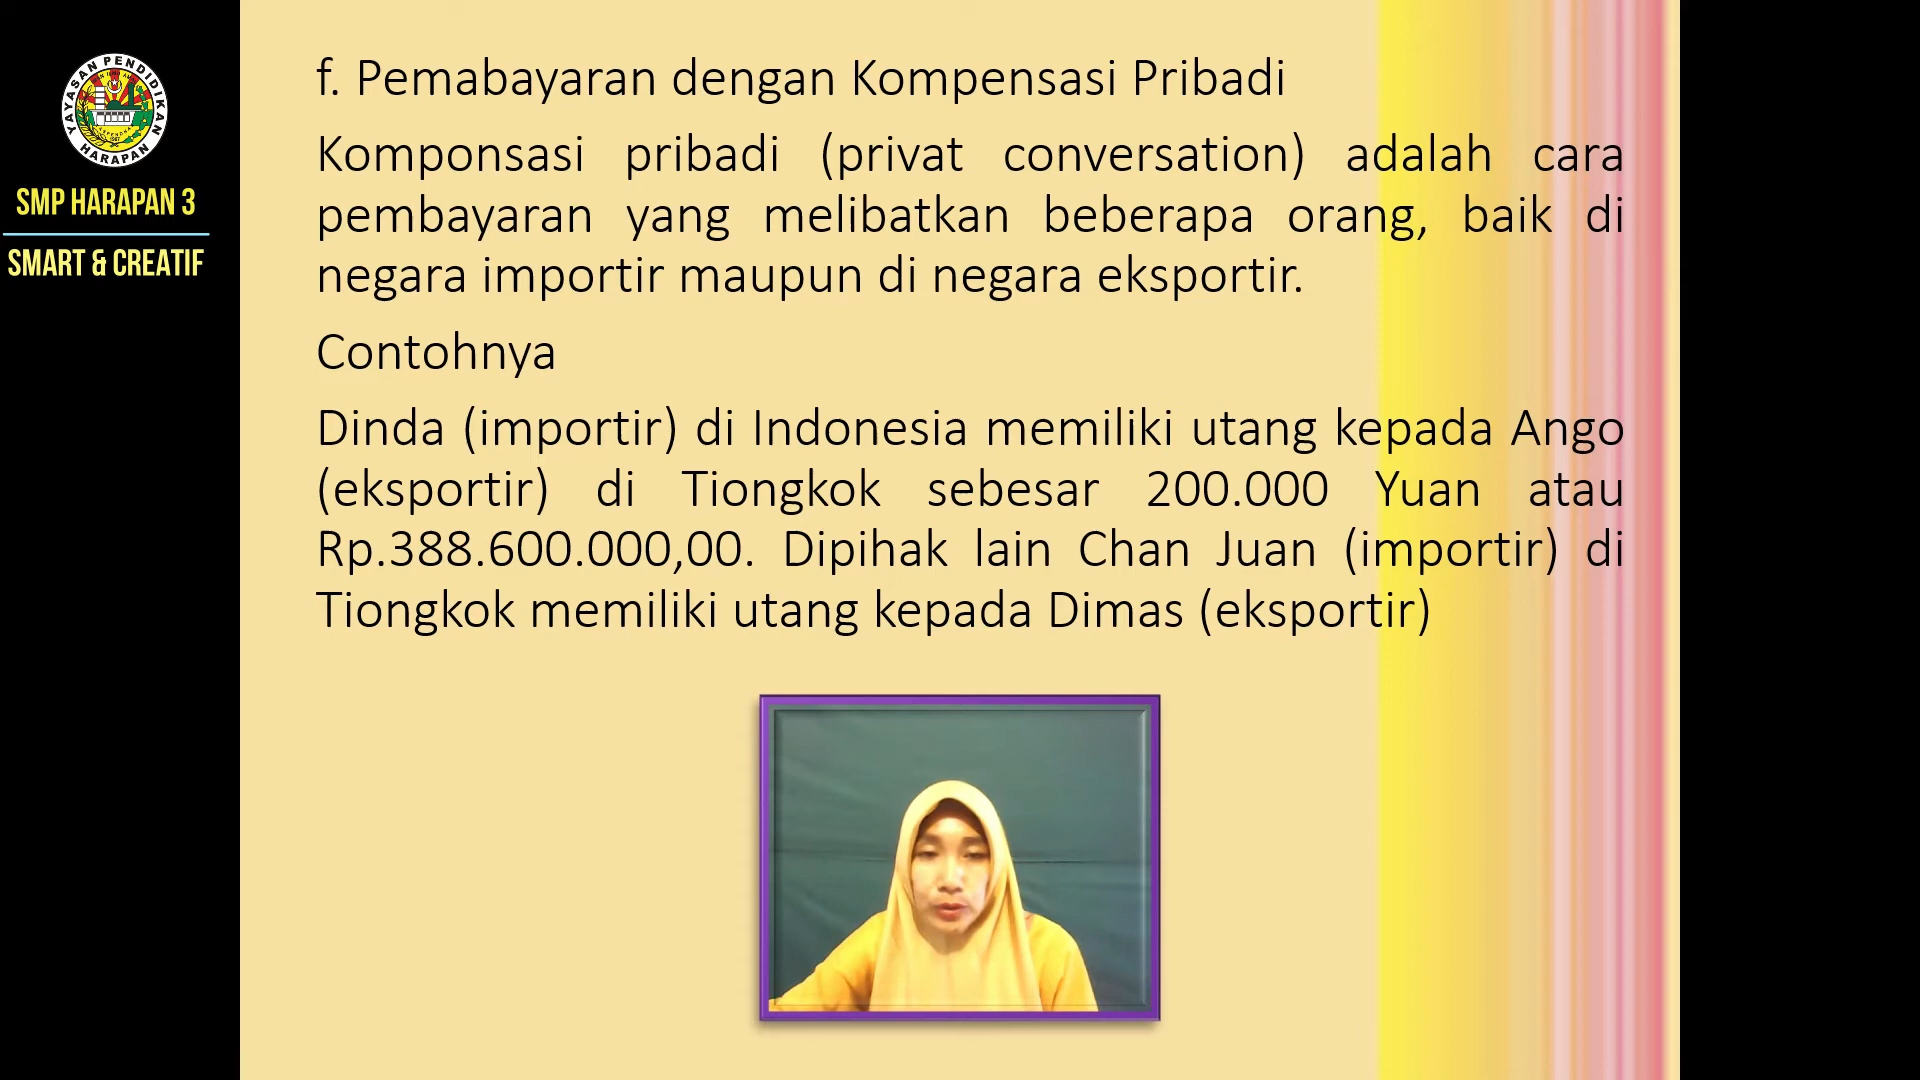 YAYASAN PENDIDIKAN
HARAPAN
SMP HARAPAN 3
SMART & CREATIF
f. Pemabayaran dengan Kompensasi Pribadi
Komponsasi pribadi (privat conversation) adalah cara
pembayaran yang melibatkan beberapa orang, baik di
negara importir maupun di negara eksportir.
Contohnya
Dinda (importir) di Indonesia memiliki utang kepada Ango
(eksportir) di Tiongkok sebesar 200.000 Yuan atau
Rp.388.600.000,00. Dipihak lain Chan Juan (importir) di
Tiongkok memiliki utang kepada Dimas (eksportir)